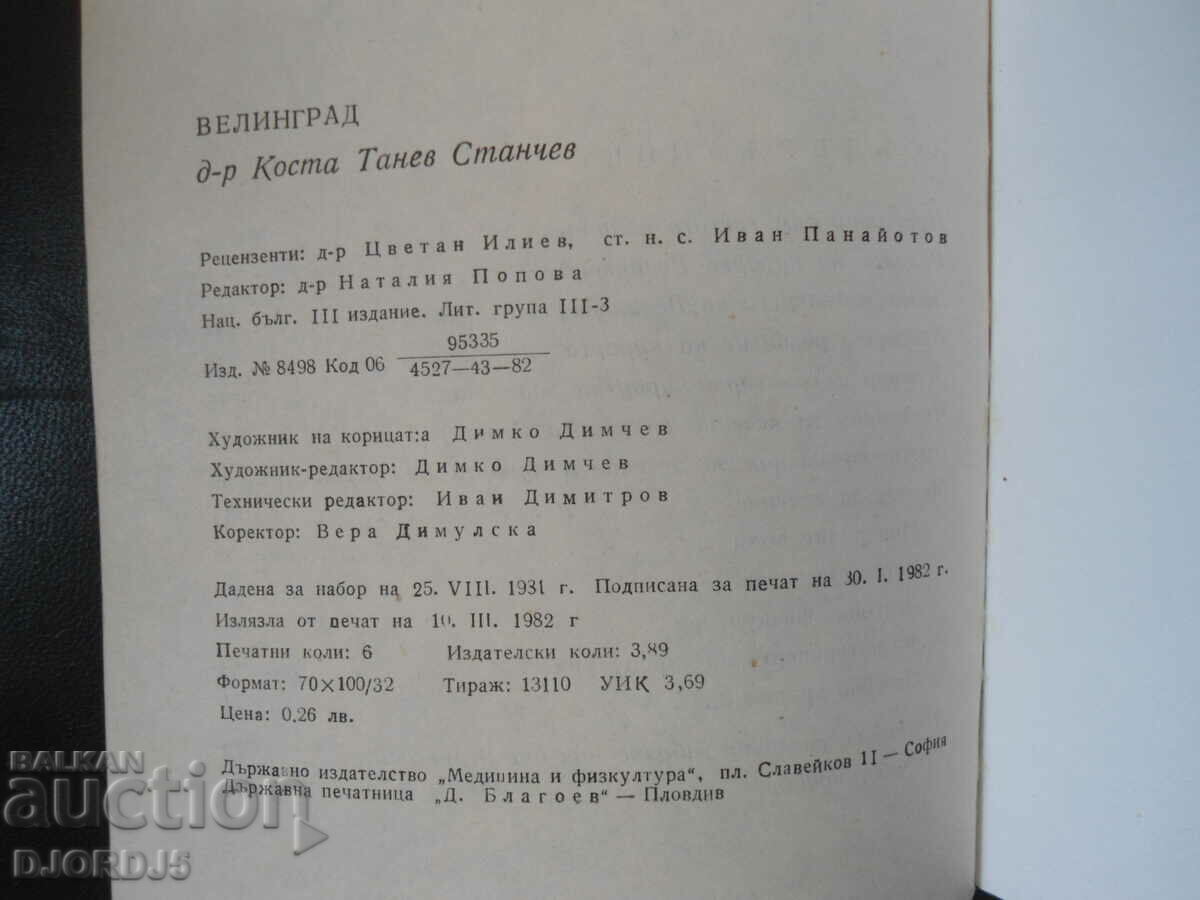 ВЕЛИНГРАД
д-р Коста Танев Станчев
Рецензенти: д-р Цветан Илиев, ст. н. с. Иван Панайотов
Редактор: д-р Наталия Попова
Нац. бълг. III издание. Лит. група III-3
Изд. № 8498 Код 06 95335
4527—43—82
Художник на корицат:а Димко Димчев
Художник-редактор: Димко Димчев
Технически редактор: Иван Димитров
Коректор: Вера Димулска
Дадена за набор на 25. VIII. 1931 г. Подписана за печат на 30. I. 1982 г.
Излязла от печат на 10. III. 1982 г
Печатни коли: 6 Издателски коли: 3,89
Формат: 70×100/32 Тираж: 13110 УИК 3,69
Цена: 0.26 лв.
Държавно издателство „Медицина и физкултура“, пл. Славейков 11 — София
Държавна печатница „Д. Благоев“ — Пловдив
BALKAN
auction
DJORDJ5